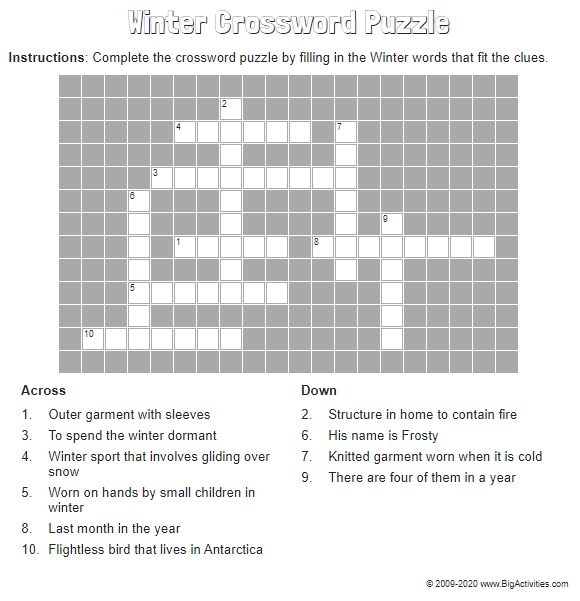 Winter Crossword Puzzle
Instructions: Complete the crossword puzzle by filling in the Winter words that fit the clues.
2
4 7
3
6
9
1 8
5
10
Across
1. Outer garment with sleeves
3. To spend the winter dormant
4. Winter sport that involves gliding over
snow
5. Worn on hands by small children in
winter
8. Last month in the year
10. Flightless bird that lives in Antarctica
Down
2. Structure in home to contain fire
6. His name is Frosty
7. Knitted garment worn when it is cold
9. There are four of them in a year
© 2009-2020 www.BigActivities.com